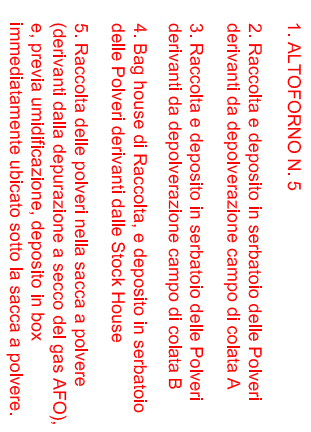 1. ALTOFORNO N. 5
2. Raccolta e deposito in serbatoio delle Polveri
derivanti da depolverazione campo di colata A
3. Raccolta e deposito in serbatoio delle Polveri
derivanti da depolverazione campo di colata B
4. Bag house di Raccolta, e deposito in serbatoio
delle Polveri derivanti dalle Stock House
5. Raccolta delle polveri nella sacca a polvere
(derivanti dalla depurazione a secco del gas AFO),
e, previa umidificazione, deposito in box
immediatamente ubicato sotto la sacca a polvere.